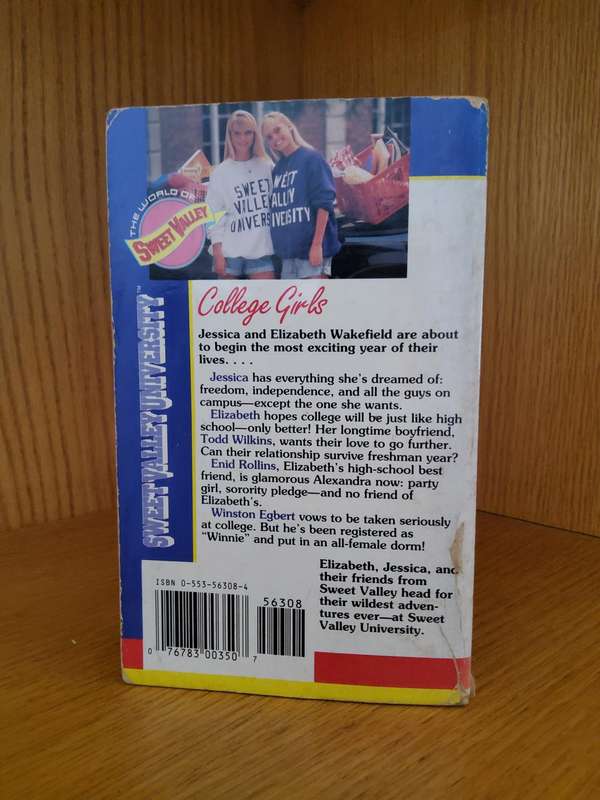 THE WORLD OF
SWEET VALLEY
SWEET
VALLEY
UNIVERSITY
SWEET VALLEY UNIVERSITY™
College Girls
Jessica and Elizabeth Wakefield are about
to begin the most exciting year of their
lives. . . .
Jessica has everything she's dreamed of:
freedom, independence, and all the guys on
campus—except the one she wants.
Elizabeth hopes college will be just like high
school—only better! Her longtime boyfriend,
Todd Wilkins, wants their love to go further.
Can their relationship survive freshman year?
Enid Rollins, Elizabeth's high-school best
friend, is glamorous Alexandra now: party
girl, sorority pledge—and no friend of
Elizabeth's.
Winston Egbert vows to be taken seriously
at college. But he's been registered as
"Winnie" and put in an all-female dorm!
Elizabeth, Jessica, and
their friends from
Sweet Valley head for
their wildest adven-
tures ever—at Sweet
Valley University.
ISBN 0-553-56308-4
56308
0 76783 00350 7